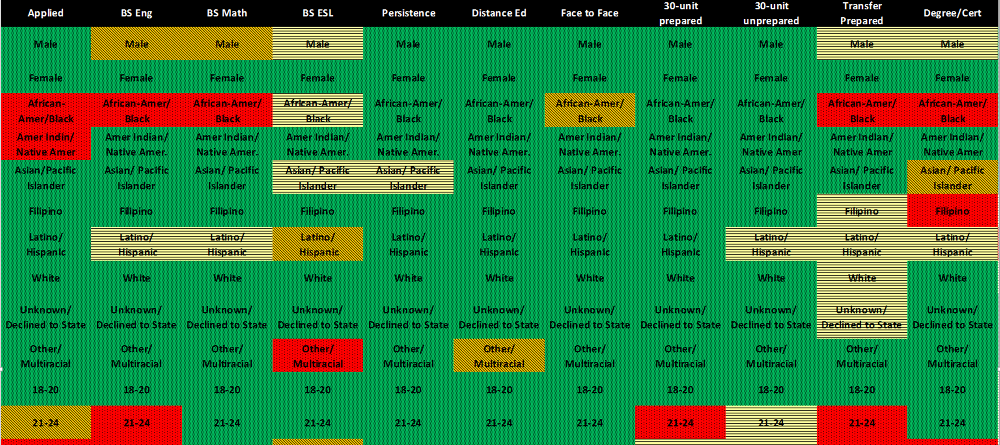 Applied BS Eng BS Math BS ESL Persistence Distance Ed Face to Face 30-unit prepared 30-unit unprepared Transfer Prepared Degree/Cert
Male Male Male Male Male Male Male Male Male Male Male
Female Female Female Female Female Female Female Female Female Female Female
African- African-Amer/ African-Amer/ African-Amer/ African-Amer/ African-Amer/ African-Amer/ African-Amer/ African-Amer/ African-Amer/ African-Amer/
Amer/Black Black Black Black Black Black Black Black Black Black Black
Amer Indin/ Amer Indian/ Amer Indian/ Amer Indian/ Amer Indian/ Amer Indian/ Amer Indian/ Amer Indian/ Amer Indian/ Amer Indian/ Amer Indian/
Native Amer Native Amer. Native Amer. Native Amer. Native Amer. Native Amer. Native Amer. Native Amer. Native Amer Native Amer Native Amer
Asian/Pacific Asian/ Pacific Asian/ Pacific Asian/ Pacific Asian/ Pacific Asian/ Pacific Asian/ Pacific Asian/ Pacific Asian/ Pacific Asian/ Pacific Asian/ Pacific
Islander Islander Islander Islander Islander Islander Islander Islander Islander Islander Islander
Filipino Filipino Filipino Filipino Filipino Filipino Filipino Filipino Filipino Filipino Filipino
Latino/ Latino/ Latino/ Latino/ Latino/ Latino/ Latino/ Latino/ Latino/ Latino/ Latino/
Hispanic Hispanic Hispanic Hispanic Hispanic Hispanic Hispanic Hispanic Hispanic Hispanic Hispanic
White White White White White White White White White White White
Unknown/ Unknown/ Unknown/ Unknown/ Unknown/ Unknown/ Unknown/ Unknown/ Unknown/ Unknown/ Unknown/
Declined to State Declined to State Declined to State Declined to State Declined to State Declined to State Declined to State Declined to State Declined to State Declined to State Declined to State
Other/ Other/ Other/ Other/ Other/ Other/ Other/ Other/ Other/ Other/ Other/
Multiracial Multiracial Multiracial Multiracial Multiracial Multiracial Multiracial Multiracial Multiracial Multiracial Multiracial
18-20 18-20 18-20 18-20 18-20 18-20 18-20 18-20 18-20 18-20 18-20
21-24 21-24 21-24 21-24 21-24 21-24 21-24 21-24 21-24 21-24 21-24